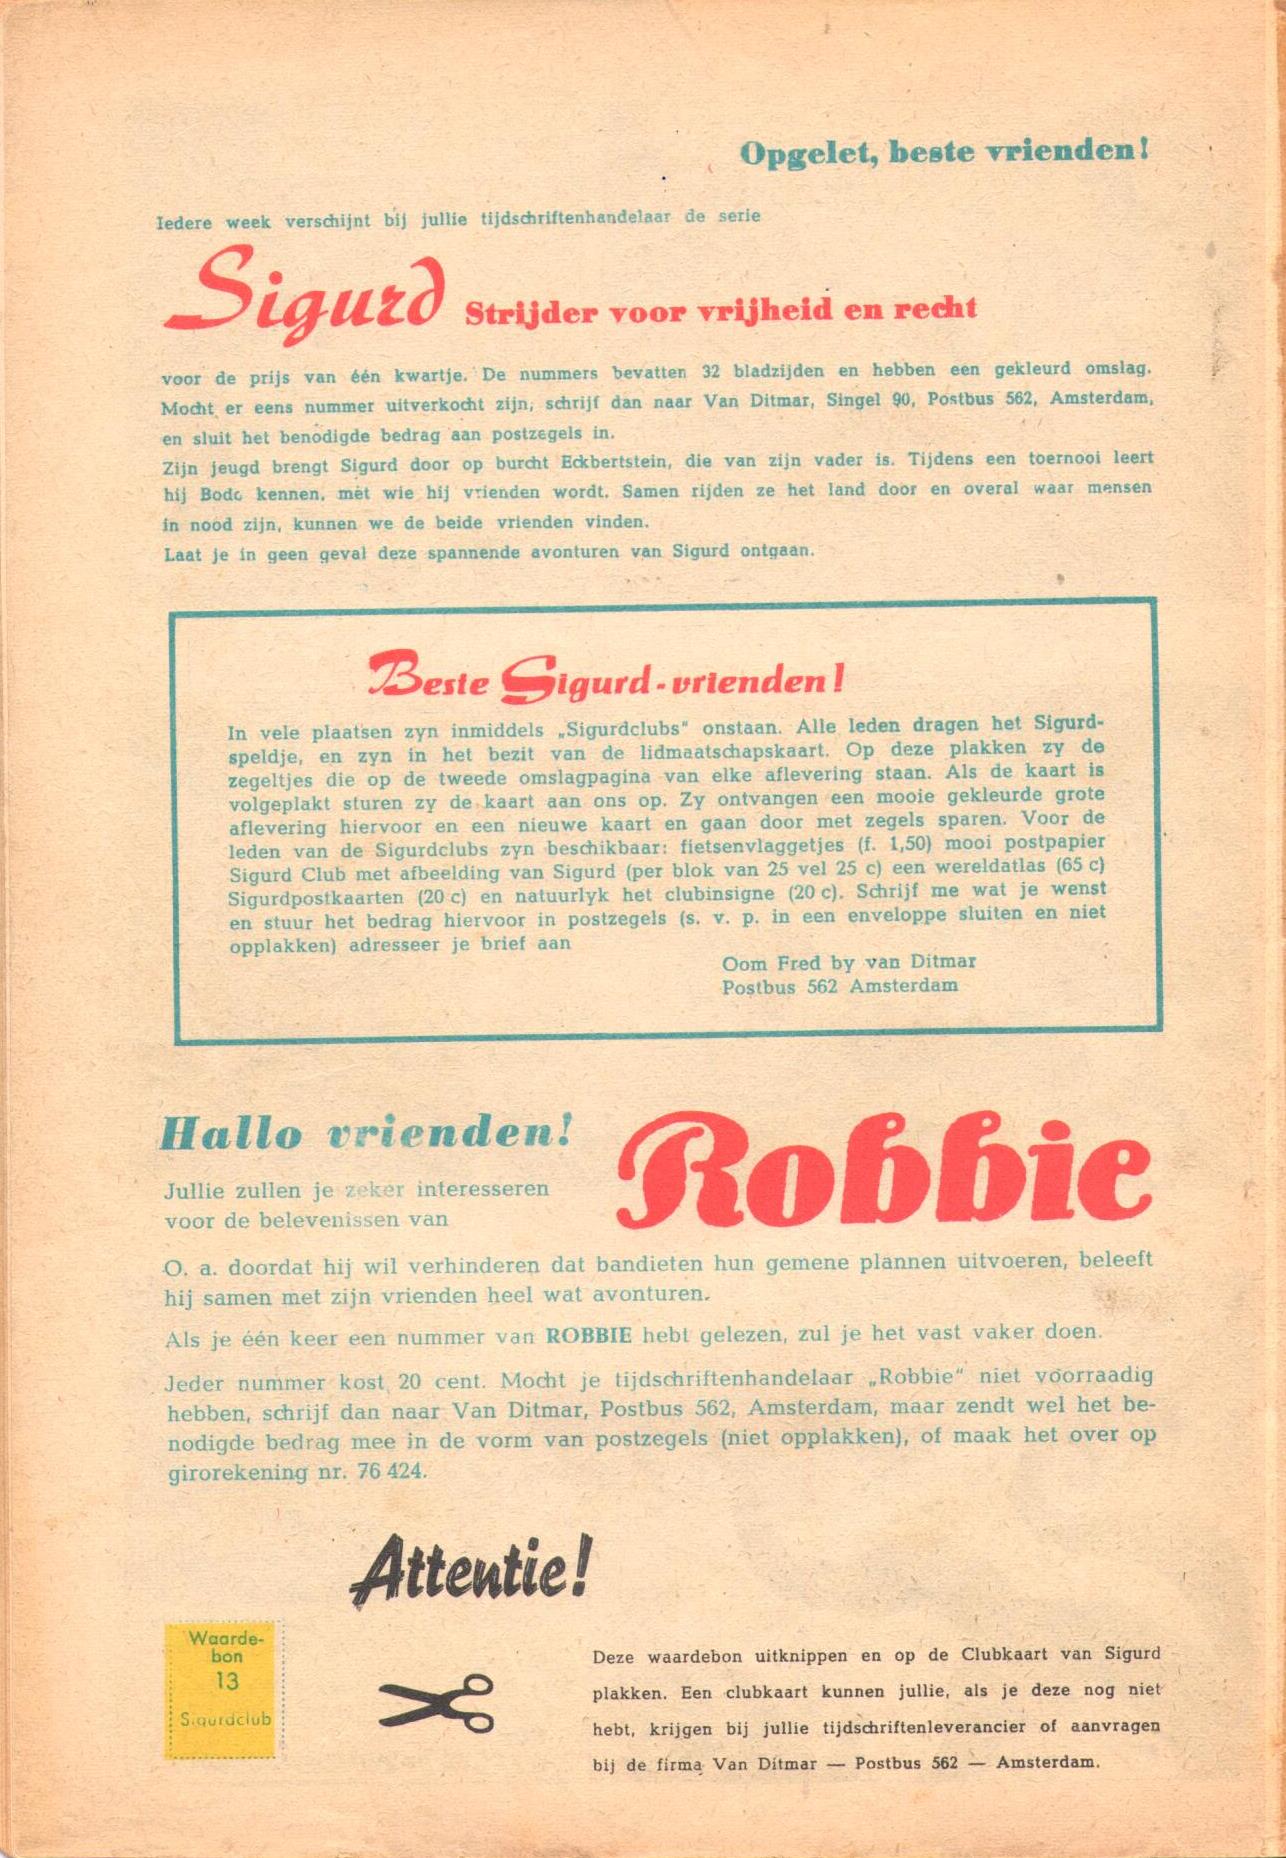 Opgelet, beste vrienden!
Iedere week verschijnt bij jullie tijdschriftenhandelaar de serie
Sigurd Strijder voor vrijheid en recht
voor de prijs van één kwartje. De nummers bevatten 32 bladzijden en hebben een gekleurd omslag.
Mocht er eens nummer uitverkocht zijn, schrijf dan naar Van Ditmar, Singel 90, Postbus 562, Amsterdam,
en sluit het benodigde bedrag aan postzegels in.
Zijn jeugd brengt Sigurd door op burcht Eckbertstein, die van zijn vader is. Tijdens een toernooi leert
hij Bodo kennen, met wie hij vrienden wordt. Samen rijden ze het land door en overal waar mensen
in nood zijn, kunnen we de beide vrienden vinden.
Laat je in geen geval deze spannende avonturen van Sigurd ontgaan.
Beste Sigurd-vrienden!
In vele plaatsen zyn inmiddels „Sigurdclubs" onstaan. Alle leden dragen het Sigurd-
speldje, en zyn in het bezit van de lidmaatschapskaart. Op deze plakken zy de
zegeltjes die op de tweede omslagpagina van elke aflevering staan. Als de kaart is
volgeplakt sturen zy de kaart aan ons op. Zy ontvangen een mooie gekleurde grote
aflevering hiervoor en een nieuwe kaart en gaan door met zegels sparen. Voor de
leden van de Sigurdclubs zyn beschikbaar: fietsenvlaggetjes (f. 1,50) mooi postpapier
Sigurd Club met afbeelding van Sigurd (per blok van 25 vel 25 c) een wereldatlas (65 c)
Sigurdpostkaarten (20 c) en natuurlyk het clubinsigne (20 c). Schrijf me wat je wenst
en stuur het bedrag hiervoor in postzegels (s. v. p. in een enveloppe sluiten en niet
opplakken) adresseer je brief aan
Oom Fred by van Ditmar
Postbus 562 Amsterdam
Hallo vrienden!
Jullie zullen je zeker interesseren
voor de belevenissen van
Robbie
O. a. doordat hij wil verhinderen dat bandieten hun gemene plannen uitvoeren, beleeft
hij samen met zijn vrienden heel wat avonturen.
Als je één keer een nummer van ROBBIE hebt gelezen, zul je het vast vaker doen.
Jeder nummer kost 20 cent. Mocht je tijdschriftenhandelaar „Robbie" niet voorraadig
hebben, schrijf dan naar Van Ditmar, Postbus 562, Amsterdam, maar zendt wel het be-
nodigde bedrag mee in de vorm van postzegels (niet opplakken), of maak het over op
girorekening nr. 76 424.
Attentie!
Waarde-
bon
13
Sigurdclub
Deze waardebon uitknippen en op de Clubkaart van Sigurd
plakken. Een clubkaart kunnen jullie, als je deze nog niet
hebt, krijgen bij jullie tijdschriftenleverancier of aanvragen
bij de firma Van Ditmar — Postbus 562 — Amsterdam.